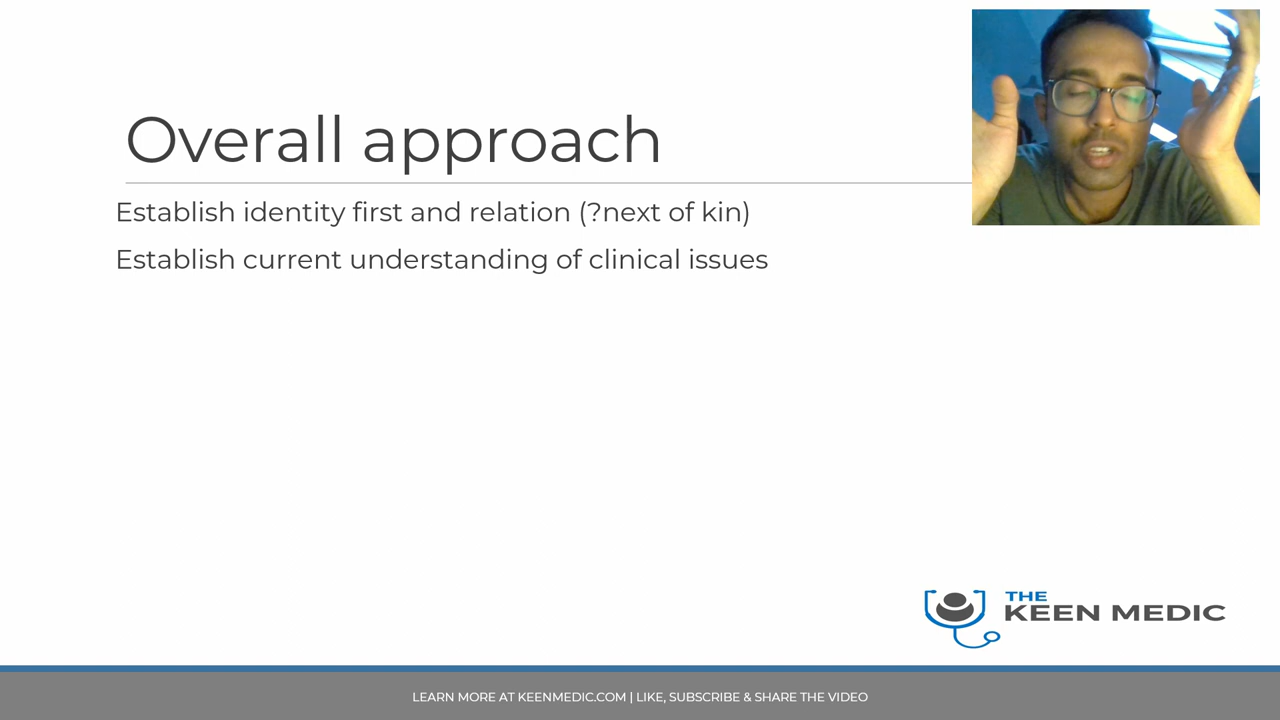 Overall approach
Establish identity first and relation (?next of kin)
Establish current understanding of clinical issues
THE
KEEN MEDIC
LEARN MORE AT KEENMEDIC.COM | LIKE, SUBSCRIBE & SHARE THE VIDEO